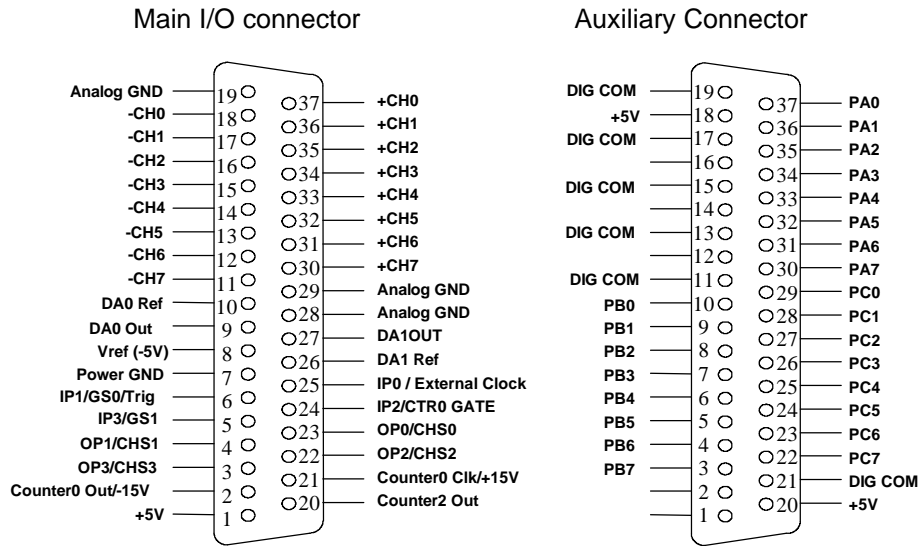 Main I/O connector
Analog GND
-CH0
-CH1
-CH2
-CH3
-CH4
-CH5
-CH6
-CH7
DA0 Ref
DA0 Out
Vref (-5V)
Power GND
IP1/GS0/Trig
IP3/GS1
OP1/CHS1
OP3/CHS3
Counter0 Out/-15V
+5V
19
18
17
16
15
14
13
12
11
10
9
8
7
6
5
4
3
2
1
37
36
35
34
33
32
31
30
29
28
27
26
25
24
23
22
21
20
+CH0
+CH1
+CH2
+CH3
+CH4
+CH5
+CH6
+CH7
Analog GND
Analog GND
DA1OUT
DA1 Ref
IP0 / External Clock
IP2/CTR0 GATE
OP0/CHS0
OP2/CHS2
Counter0 Clk/+15V
Counter2 Out
Auxiliary Connector
DIG COM
+5V
DIG COM
DIG COM
DIG COM
DIG COM
PB0
PB1
PB2
PB3
PB4
PB5
PB6
PB7
19
18
17
16
15
14
13
12
11
10
9
8
7
6
5
4
3
2
1
37
36
35
34
33
32
31
30
29
28
27
26
25
24
23
22
21
20
PA0
PA1
PA2
PA3
PA4
PA5
PA6
PA7
PC0
PC1
PC2
PC3
PC4
PC5
PC6
PC7
DIG COM
+5V